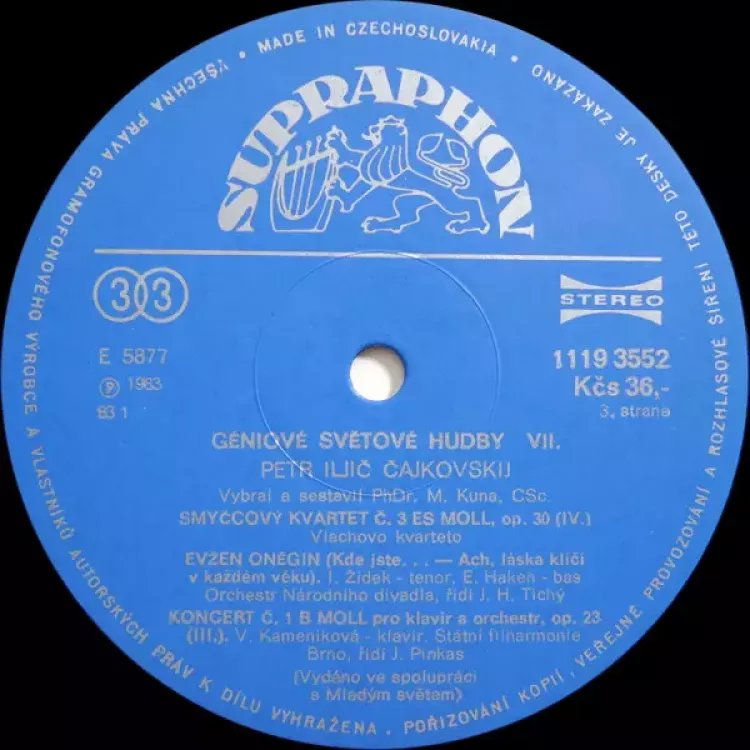 VŠECHNA PRÁVA GRAMOFONOVÉHO VÝROBCE A VLASTNÍKŮ AUTORSKÝCH PRÁV K DÍLU VYHRAŽENA • POŘIZOVÁNÍ KOPIÍ, VEŘEJNÉ PROVOZOVÁNÍ A ROZHLASOVÉ ŠÍŘENÍ TÉTO DESKY JE ZAKÁZÁNO •
MADE IN CZECHOSLOVAKIA •
SUPRAPHON
33
STEREO
E 5877
1119 3552
℗ 1983
Kčs 36,-
83 1
3. strana
GÉNIOVÉ SVĚTOVÉ HUDBY VII.
PETR ILJIČ ČAJKOVSKIJ
Vybral a sestavil PhDr. M. Kuna, CSc.
SMYČCOVÝ KVARTET Č. 3 ES MOLL, op. 30 (IV.)
Vlachovo kvarteto
EVŽEN ONĚGIN (Kde jste. . . — Ach, láska klíčí
v každém věku). I. Žídek - tenor, E. Haken - bas
Orchestr Národního divadla, řídí J. H. Tichý
KONCERT Č. 1 B MOLL pro klavír a orchestr, op. 23
(III.). V. Kameníková - klavír. Státní filharmonie
Brno, řídí J. Pinkas
(Vydáno ve spolupráci
s Mladým světem)